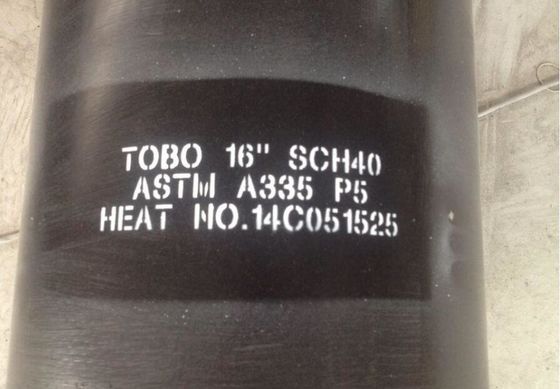 TOBO 16" SCH40
ASTM A335 P5
HEAT NO.14C051525